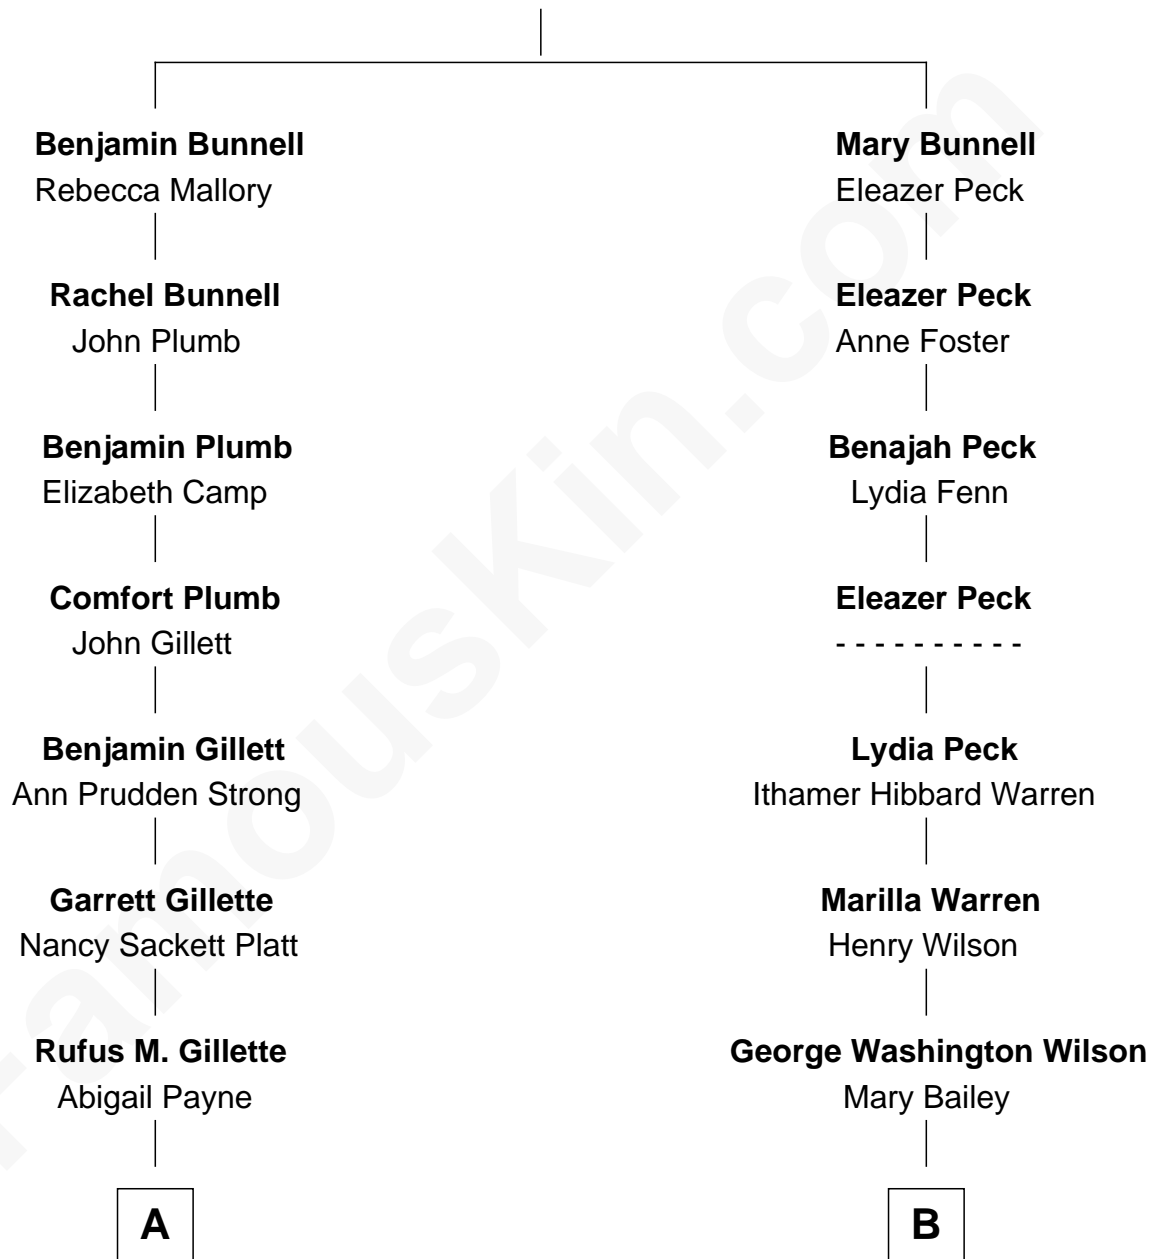 Benjamin Bunnell
Rebecca Mallory
Mary Bunnell
Eleazer Peck
Rachel Bunnell
John Plumb
Eleazer Peck
Anne Foster
Benjamin Plumb
Elizabeth Camp
Benajah Peck
Lydia Fenn
Comfort Plumb
John Gillett
Eleazer Peck
- - - - - - - - - -
Benjamin Gillett
Ann Prudden Strong
Lydia Peck
Ithamer Hibbard Warren
Garrett Gillette
Nancy Sackett Platt
Marilla Warren
Henry Wilson
Rufus M. Gillette
Abigail Payne
George Washington Wilson
Mary Bailey
A
B
FamousKin.com